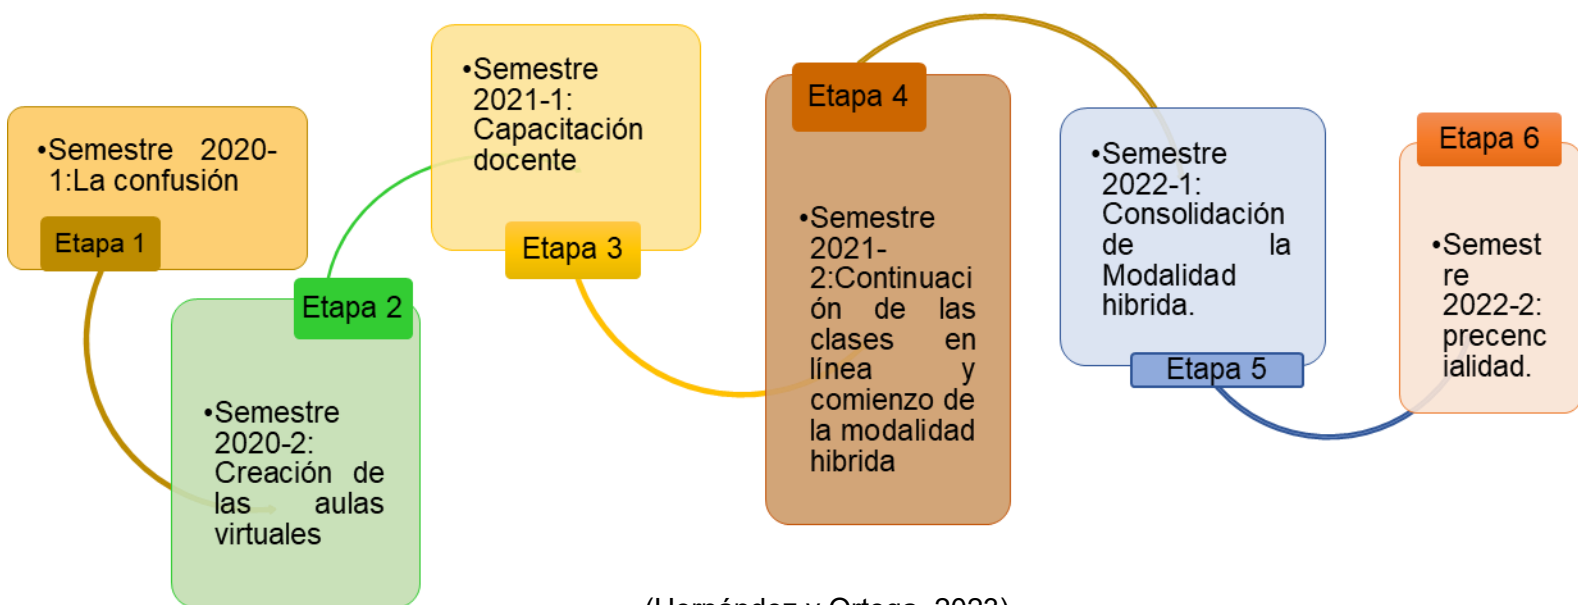 •Semestre 2020-
1:La confusión
Etapa 1
Etapa 2
•Semestre
2020-2:
Creación de
las aulas
virtuales
•Semestre
2021-1:
Capacitación
docente
Etapa 3
Etapa 4
•Semestre
2021-
2:Continuaci
ón de las
clases en
línea y
comienzo de
la modalidad
hibrida
•Semestre
2022-1:
Consolidación
de la
Modalidad
hibrida.
Etapa 5
Etapa 6
•Semest
re
2022-2:
precenc
ialidad.
(Hernández y Ortega, 2023)